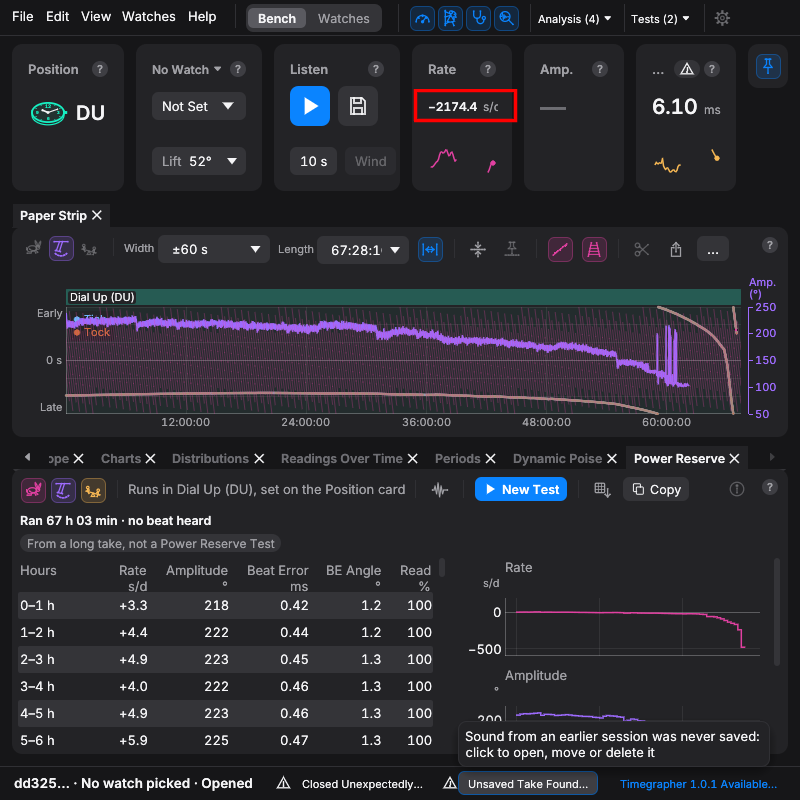 File Edit View Watches Help Bench Watches Analysis (4) Tests (2)
Position ? No Watch ? Listen ? Rate ? Amp. ? ... ?
DU Not Set −2174.4 s/ — 6.10 ms
Lift 52° 10 s Wind
Paper Strip
Width ±60 s Length 67:28:1 ... ?
Amp.
(°)
Dial Up (DU)
Early
Tock
0 s
Late
250
200
150
100
50
12:00:00 24:00:00 36:00:00 48:00:00 60:00:00
ope Charts Distributions Readings Over Time Periods Dynamic Poise Power Reserve
Runs in Dial Up (DU), set on the Position card New Test Copy ?
Ran 67 h 03 min · no beat heard
From a long take, not a Power Reserve Test
Hours Rate Amplitude Beat Error BE Angle Read
s/d ° ms ° %
0–1 h +3.3 218 0.42 1.2 100
1–2 h +4.4 222 0.44 1.2 100
2–3 h +4.9 223 0.45 1.3 100
3–4 h +4.0 222 0.46 1.3 100
4–5 h +4.9 223 0.46 1.3 100
5–6 h +5.9 225 0.47 1.3 100
Rate
s/d
0
−500
Amplitude
°
200
Sound from an earlier session was never saved:
click to open, move or delete it
dd325... · No watch picked · Opened Closed Unexpectedly... Unsaved Take Found... Timegrapher 1.0.1 Available...